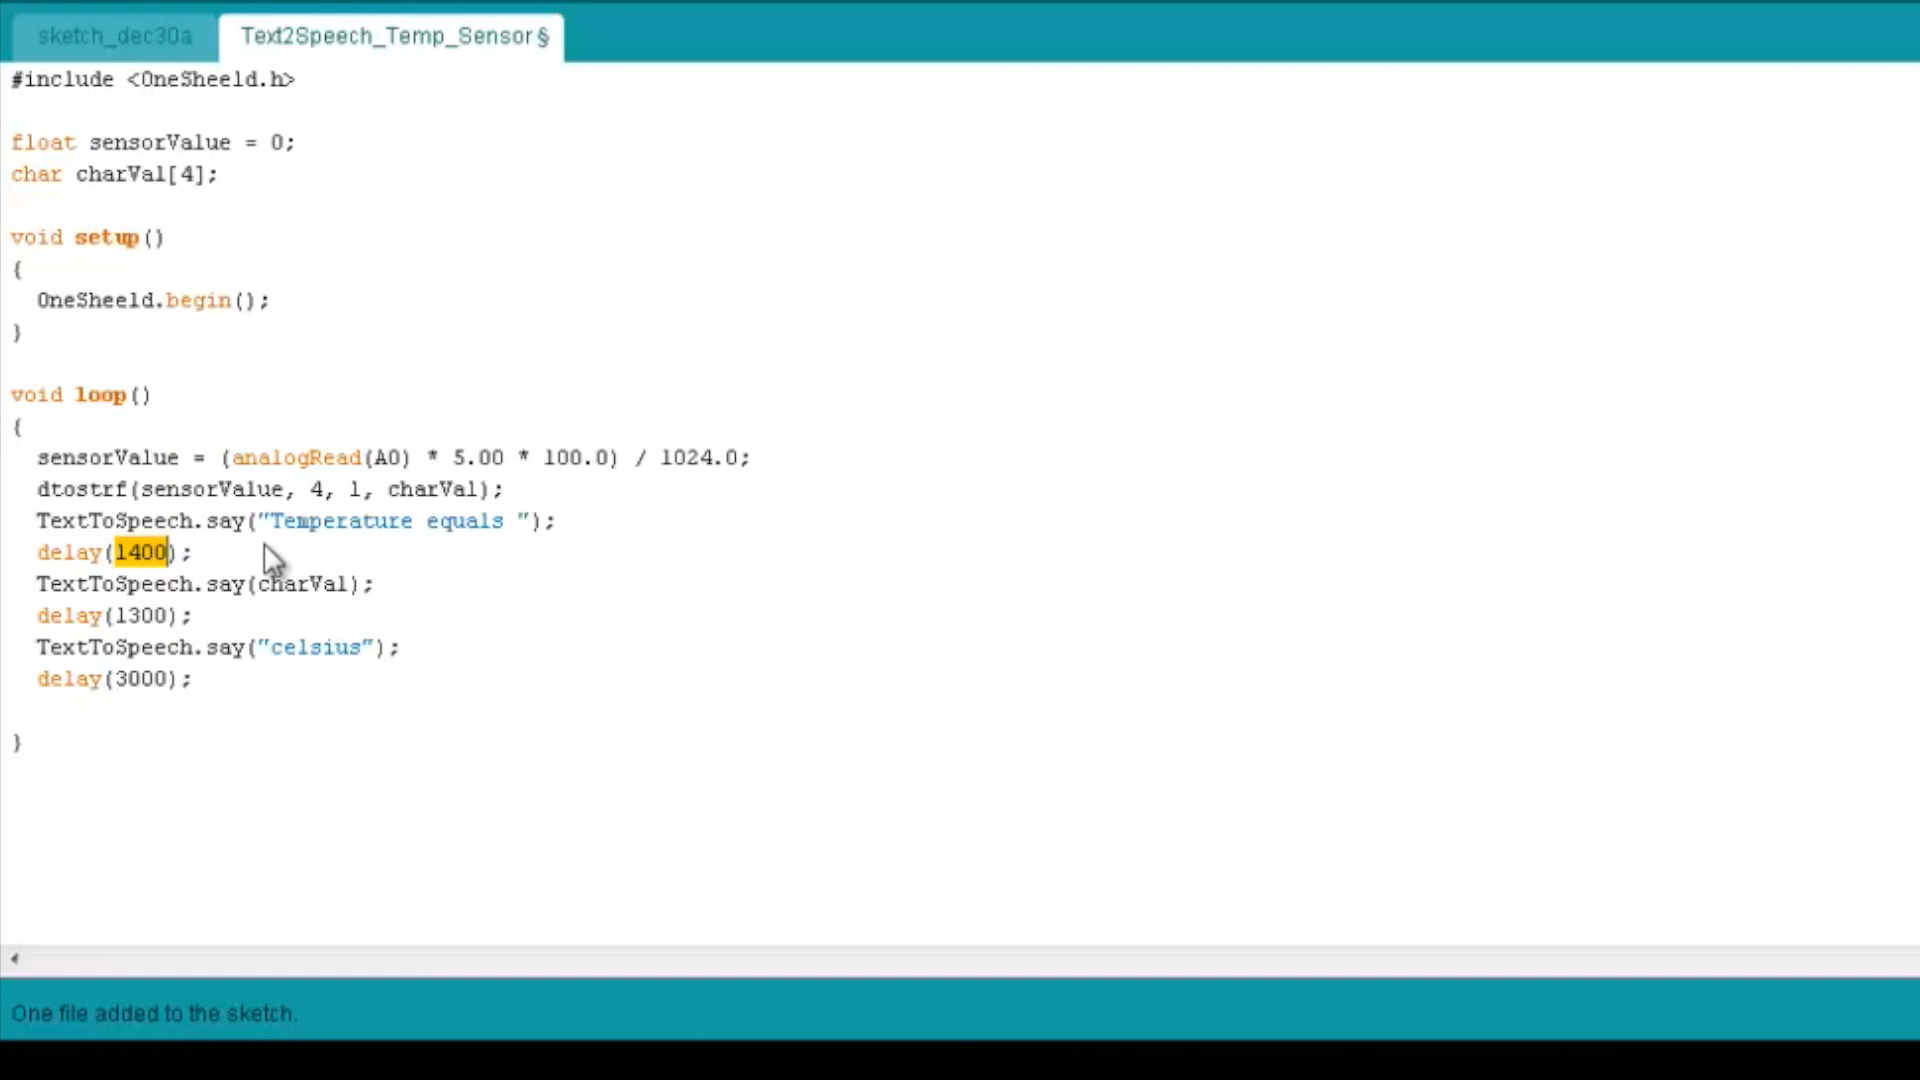 sketch_dec30a
Text2Speech_Temp_Sensor §
#include <OneSheeld.h>
float sensorValue = 0;
char charVal[4];
void setup()
{
OneSheeld.begin();
}
void loop()
{
sensorValue = (analogRead(A0) * 5.00 * 100.0) / 1024.0;
dtostrf(sensorValue, 4, 1, charVal);
TextToSpeech.say("Temperature equals ");
delay(1400);
TextToSpeech.say(charVal);
delay(1300);
TextToSpeech.say("celsius");
delay(3000);
}
One file added to the sketch.